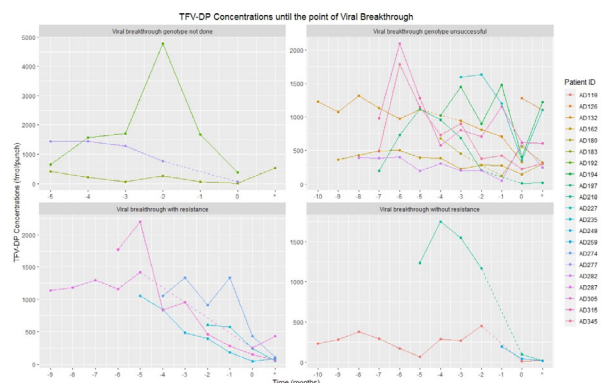 TFV-DP Concentrations until the point of Viral Breakthrough
Viral breakthrough genotype not done
Viral breakthrough genotype unsuccessful
5000
4000
3000
2000
1000
0
-5 -4 -3 -2 -1 0 *
2000
1500
1000
500
0
-10 -9 -8 -7 -6 -5 -4 -3 -2 -1 0 *
Viral breakthrough with resistance
Viral breakthrough without resistance
2000
1500
1000
500
0
-9 -8 -7 -6 -5 -4 -3 -2 -1 0 *
1500
1000
500
0
-10 -9 -8 -7 -6 -5 -4 -3 -2 -1 0 *
TFV-DP Concentrations (fmol/punch)
Time (months)
Patient ID
AD119
AD126
AD132
AD162
AD180
AD183
AD192
AD194
AD197
AD210
AD227
AD235
AD249
AD259
AD274
AD277
AD282
AD287
AD305
AD315
AD345